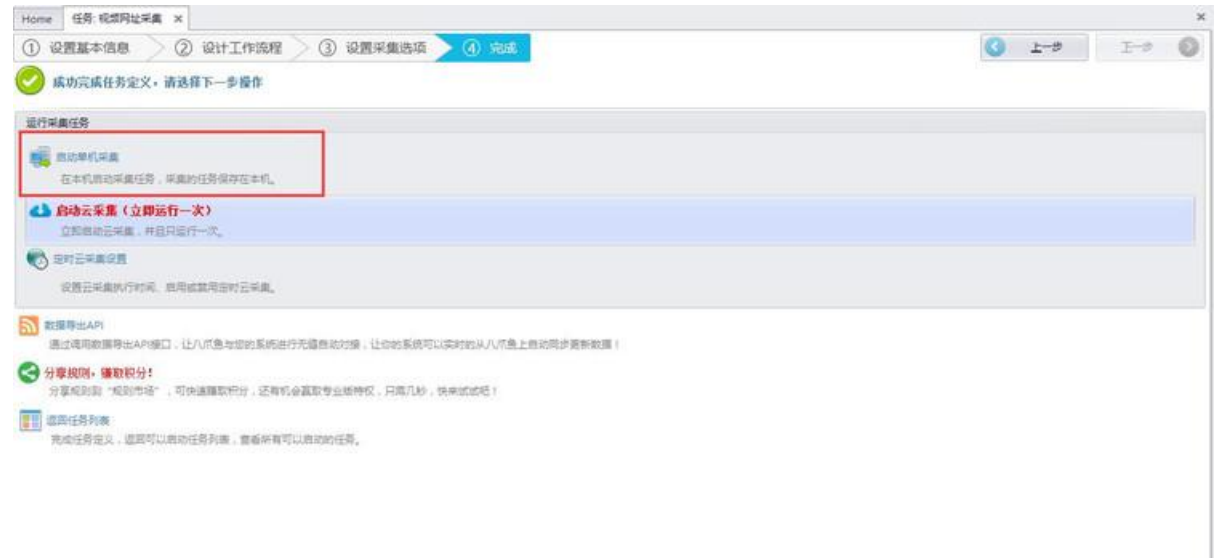 Home 任务: 视频网址采集 × ×
① 设置基本信息 ② 设计工作流程 ③ 设置采集选项 ④ 完成 上一步 下一步
成功完成任务定义，请选择下一步操作
运行采集任务
启动单机采集
在本机启动采集任务，采集的任务保存在本机。
启动云采集（立即运行一次）
立即启动云采集，并且只运行一次。
定时云采集设置
设置云采集执行时间、启用或禁用定时云采集。
数据导出API
通过调用数据导出API接口，让八爪鱼与您的系统进行无缝自动对接，让你的系统可以实时的从八爪鱼上自动同步更新数据！
分享规则，赚取积分！
分享规则到“规则市场”，可快速赚取积分，还有机会赢取专业版特权，只需几秒，快来试试吧！
返回任务列表
完成任务定义，返回可以启动任务列表，查看所有可以启动的任务。